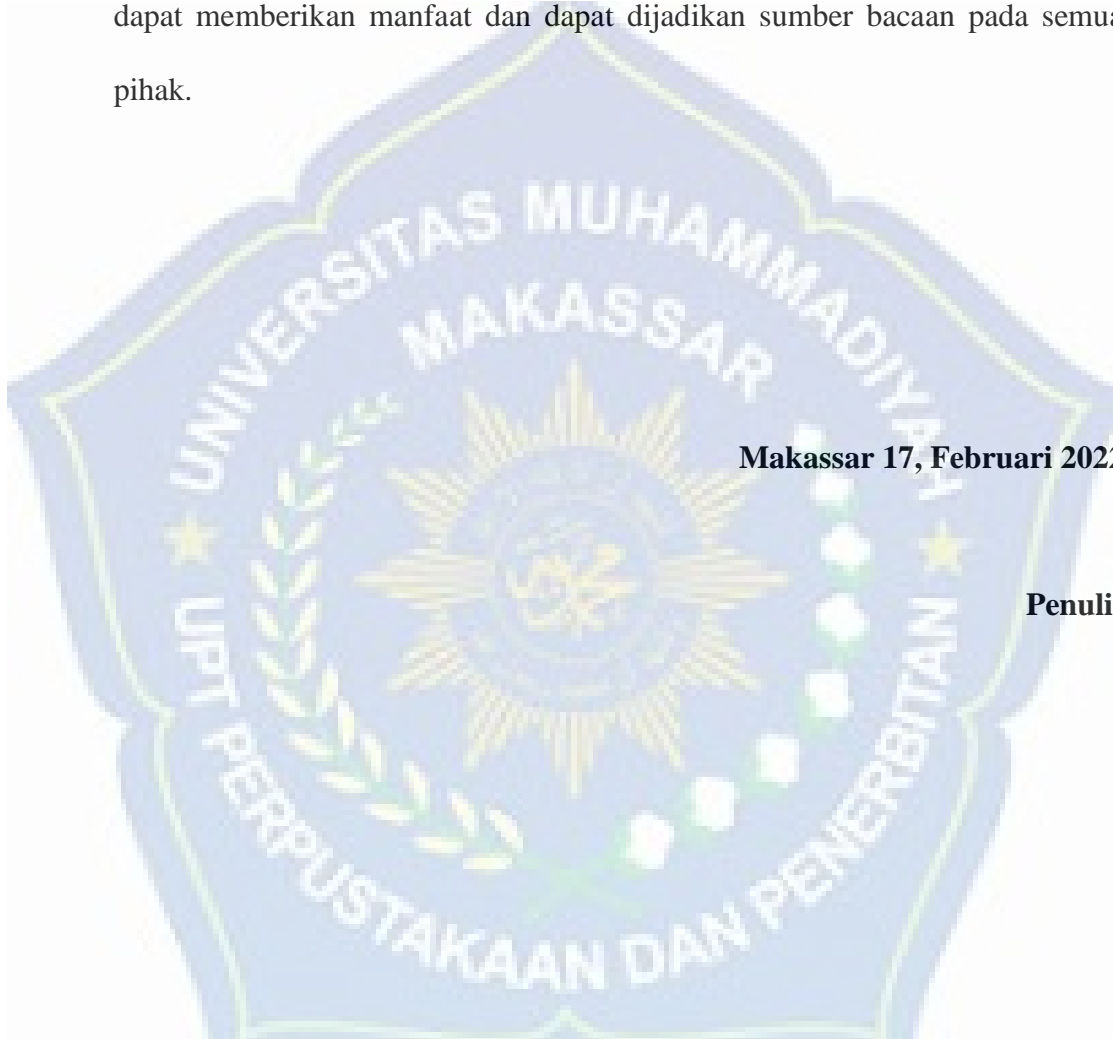 dapat memberikan manfaat dan dapat dijadikan sumber bacaan pada semua
pihak.
UNIVERSITAS MUHAMMADIYAH
MAKASSAR
Makassar 17, Februari 2022
Penuli
UPT PERPUSTAKAAN DAN PENERBITAN